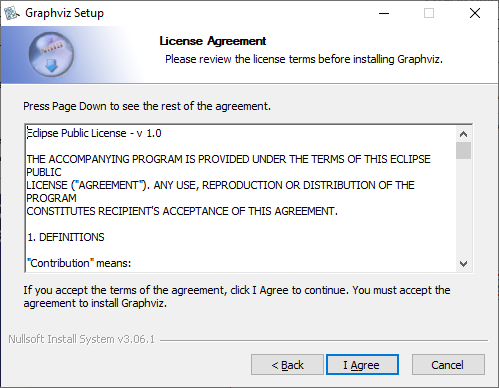 Graphviz Setup
License Agreement
Please review the license terms before installing Graphviz.
Press Page Down to see the rest of the agreement.
Eclipse Public License - v 1.0
THE ACCOMPANYING PROGRAM IS PROVIDED UNDER THE TERMS OF THIS ECLIPSE
PUBLIC
LICENSE ("AGREEMENT"). ANY USE, REPRODUCTION OR DISTRIBUTION OF THE
PROGRAM
CONSTITUTES RECIPIENT'S ACCEPTANCE OF THIS AGREEMENT.
1. DEFINITIONS
"Contribution" means:
If you accept the terms of the agreement, click I Agree to continue. You must accept the
agreement to install Graphviz.
Nullsoft Install System v3.06.1
< Back
I Agree
Cancel